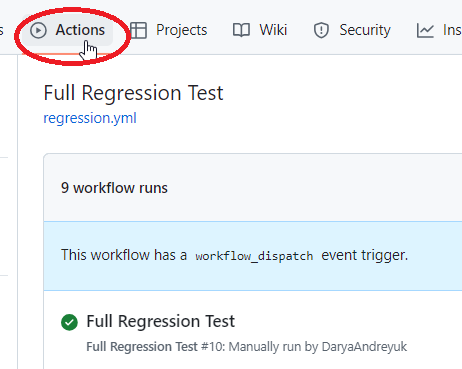 s Actions Projects Wiki Security Ins
Full Regression Test
regression.yml
9 workflow runs
This workflow has a workflow_dispatch event trigger.
Full Regression Test
Full Regression Test #10: Manually run by DaryaAndreyuk